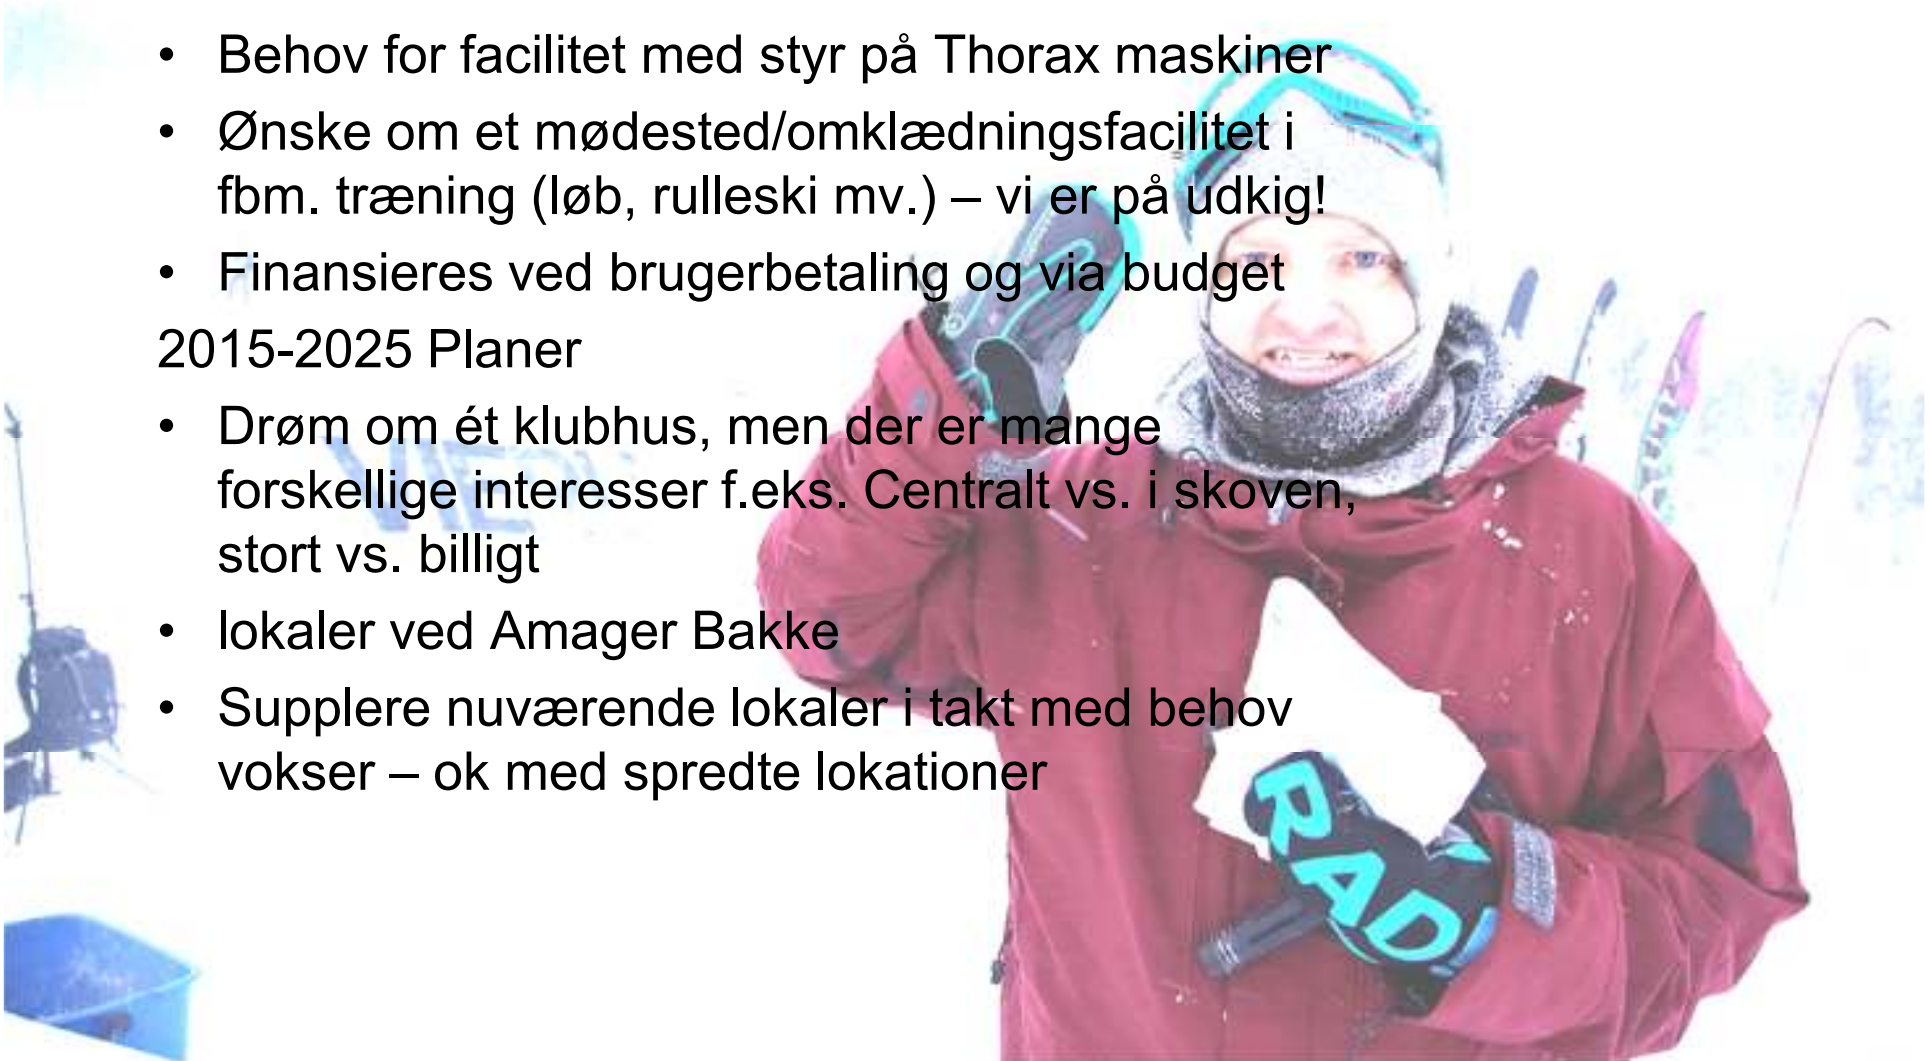 • Behov for facilitet med styr på Thorax maskiner
• Ønske om et mødested/omklædningsfacilitet i
fbm. træning (løb, rulleski mv.) – vi er på udkig!
• Finansieres ved brugerbetaling og via budget
2015-2025 Planer
• Drøm om ét klubhus, men der er mange
forskellige interesser f.eks. Centralt vs. i skoven,
stort vs. billigt
• lokaler ved Amager Bakke
• Supplere nuværende lokaler i takt med behov
vokser – ok med spredte lokationer
RAD!